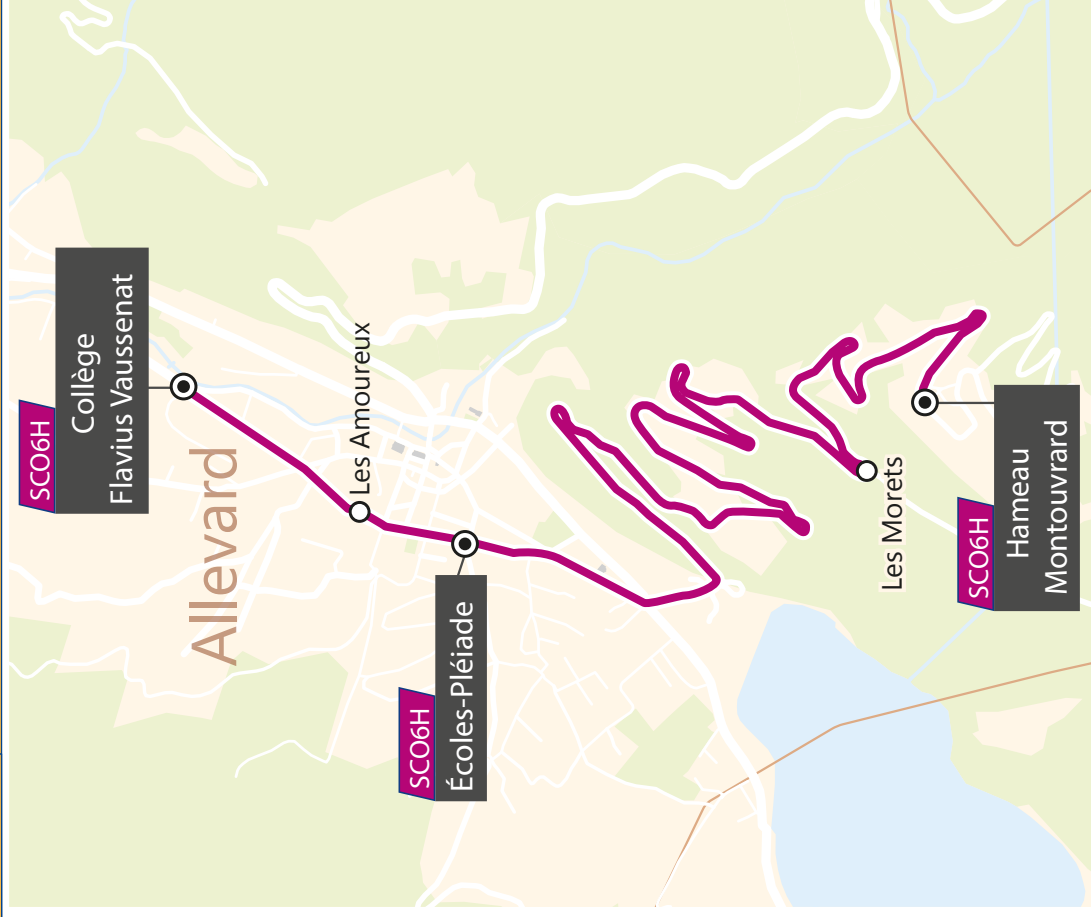 SCO6H
Collège
Flavius Vaussenat
Allevard
Les Amoureux
SCO6H
Écoles-Pléiade
Les Morets
SCO6H
Hameau
Montouvrard